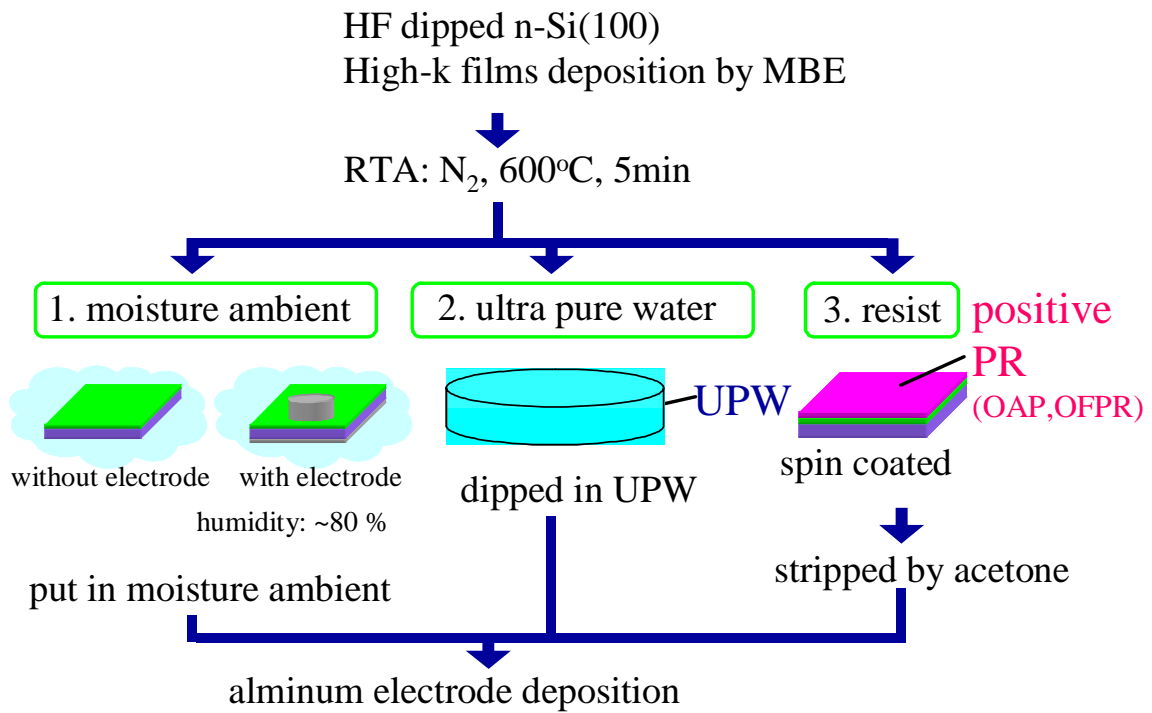 HF dipped n-Si(100)
High-k films deposition by MBE
RTA: N₂, 600°C, 5min
1. moisture ambient
2. ultra pure water
3. resist
positive
PR
(OAP,OFPR)
UPW
without electrode
with electrode
humidity: ~80 %
dipped in UPW
spin coated
put in moisture ambient
stripped by acetone
alminum electrode deposition